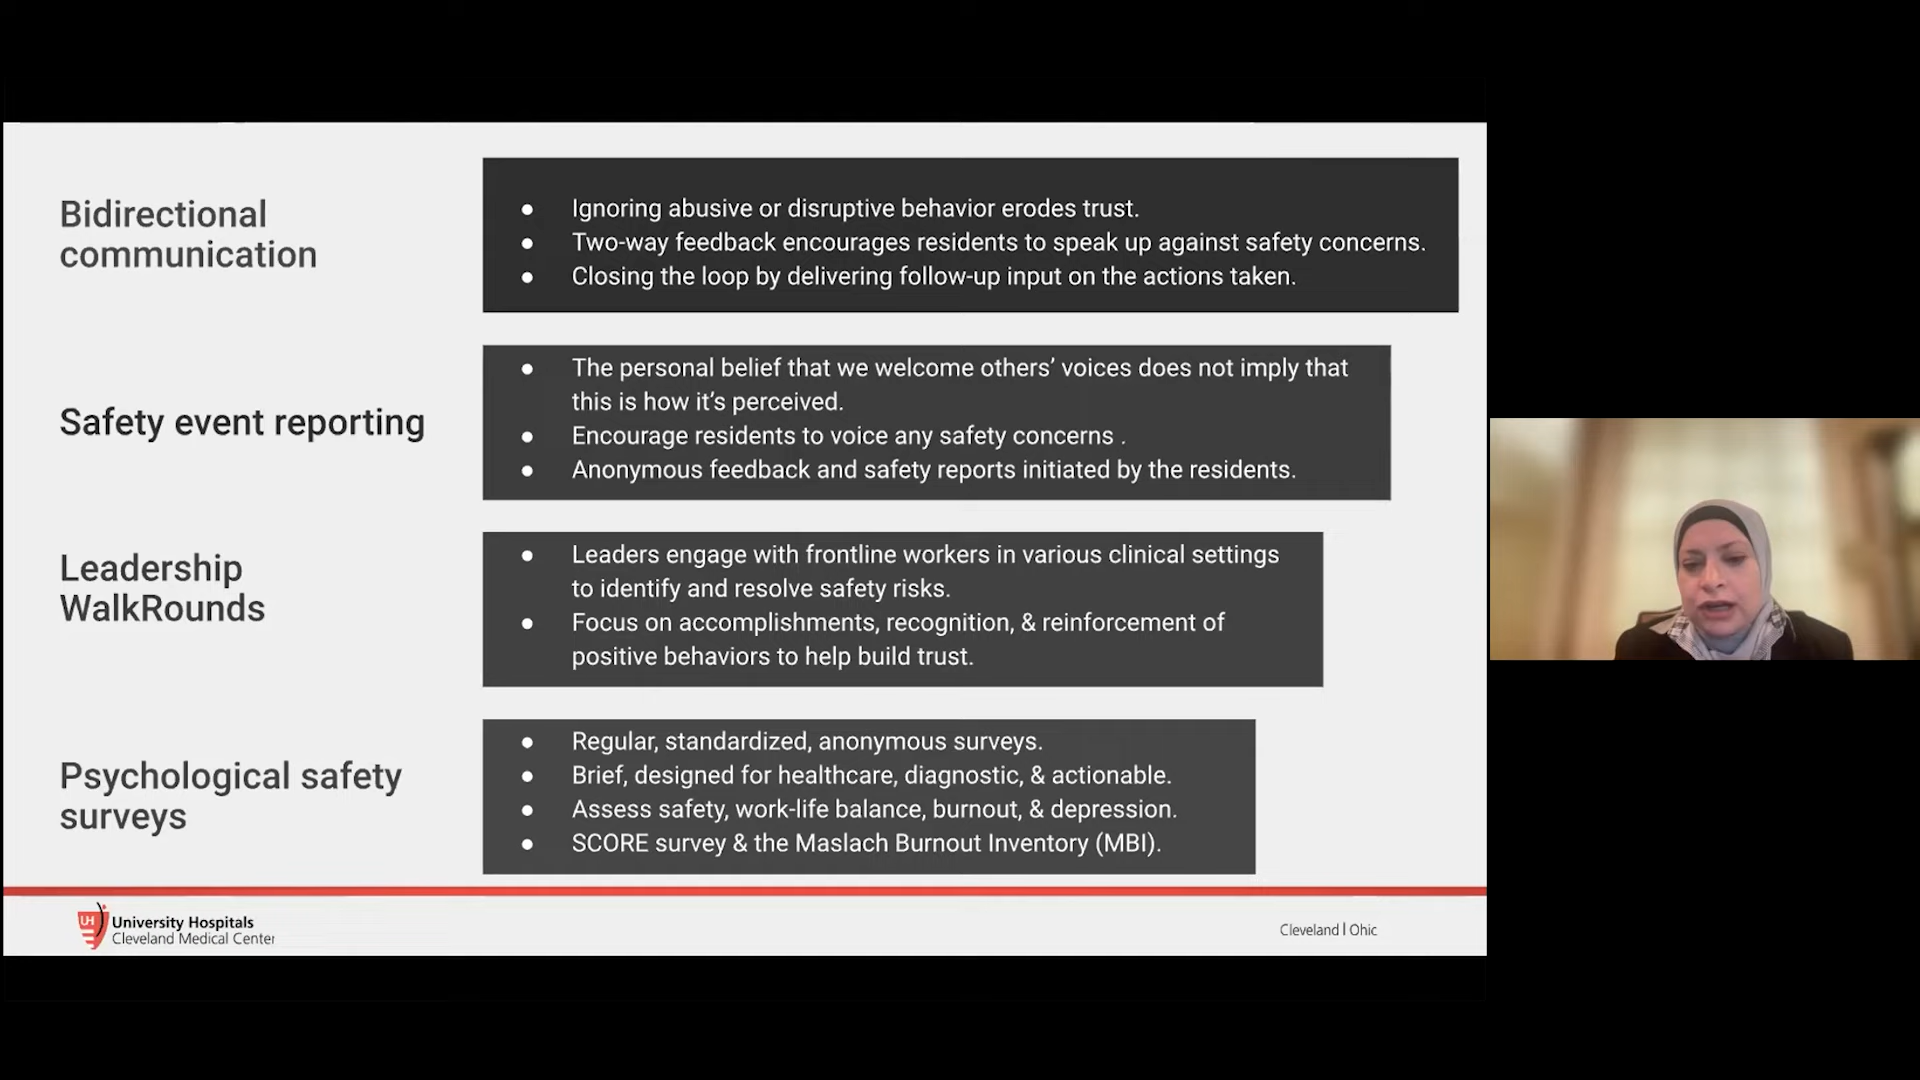 Bidirectional
communication
● Ignoring abusive or disruptive behavior erodes trust.
● Two-way feedback encourages residents to speak up against safety concerns.
● Closing the loop by delivering follow-up input on the actions taken.
Safety event reporting
● The personal belief that we welcome others’ voices does not imply that
this is how it’s perceived.
● Encourage residents to voice any safety concerns .
● Anonymous feedback and safety reports initiated by the residents.
Leadership
WalkRounds
● Leaders engage with frontline workers in various clinical settings
to identify and resolve safety risks.
● Focus on accomplishments, recognition, & reinforcement of
positive behaviors to help build trust.
Psychological safety
surveys
● Regular, standardized, anonymous surveys.
● Brief, designed for healthcare, diagnostic, & actionable.
● Assess safety, work-life balance, burnout, & depression.
● SCORE survey & the Maslach Burnout Inventory (MBI).
UH
University Hospitals
Cleveland Medical Center
Cleveland | Ohic